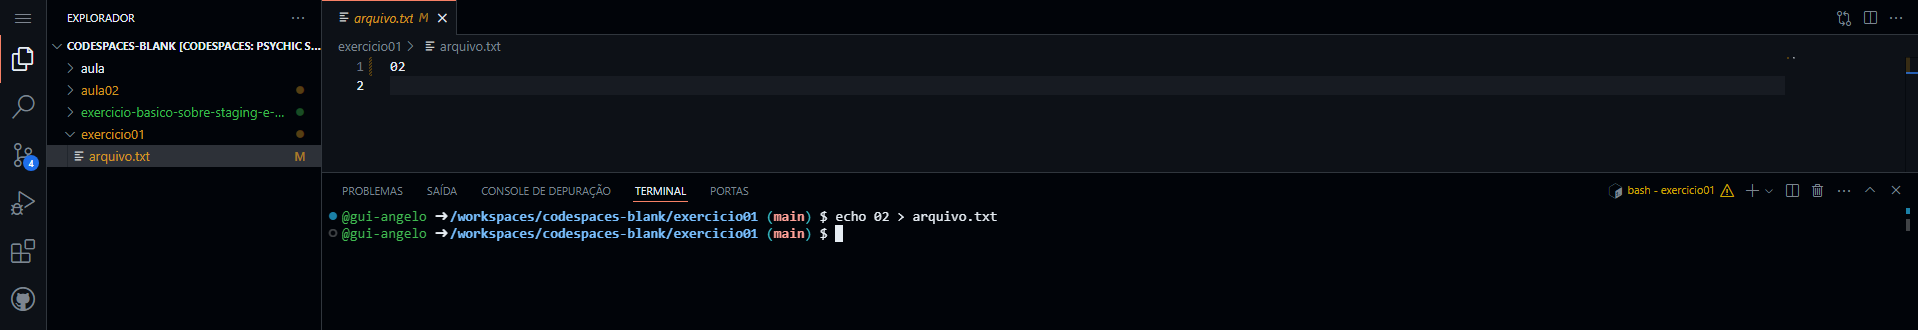 EXPLORADOR ···
CODESPACES-BLANK [CODESPACES: PSYCHIC S...
aula
aula02
exercicio-basico-sobre-staging-e-...
exercicio01
arquivo.txt M
4
arquivo.txt M
exercicio01 > arquivo.txt
1 02
2
PROBLEMAS SAÍDA CONSOLE DE DEPURAÇÃO TERMINAL PORTAS
bash - exercicio01
@gui-angelo ➜/workspaces/codespaces-blank/exercicio01 (main) $ echo 02 > arquivo.txt
@gui-angelo ➜/workspaces/codespaces-blank/exercicio01 (main) $